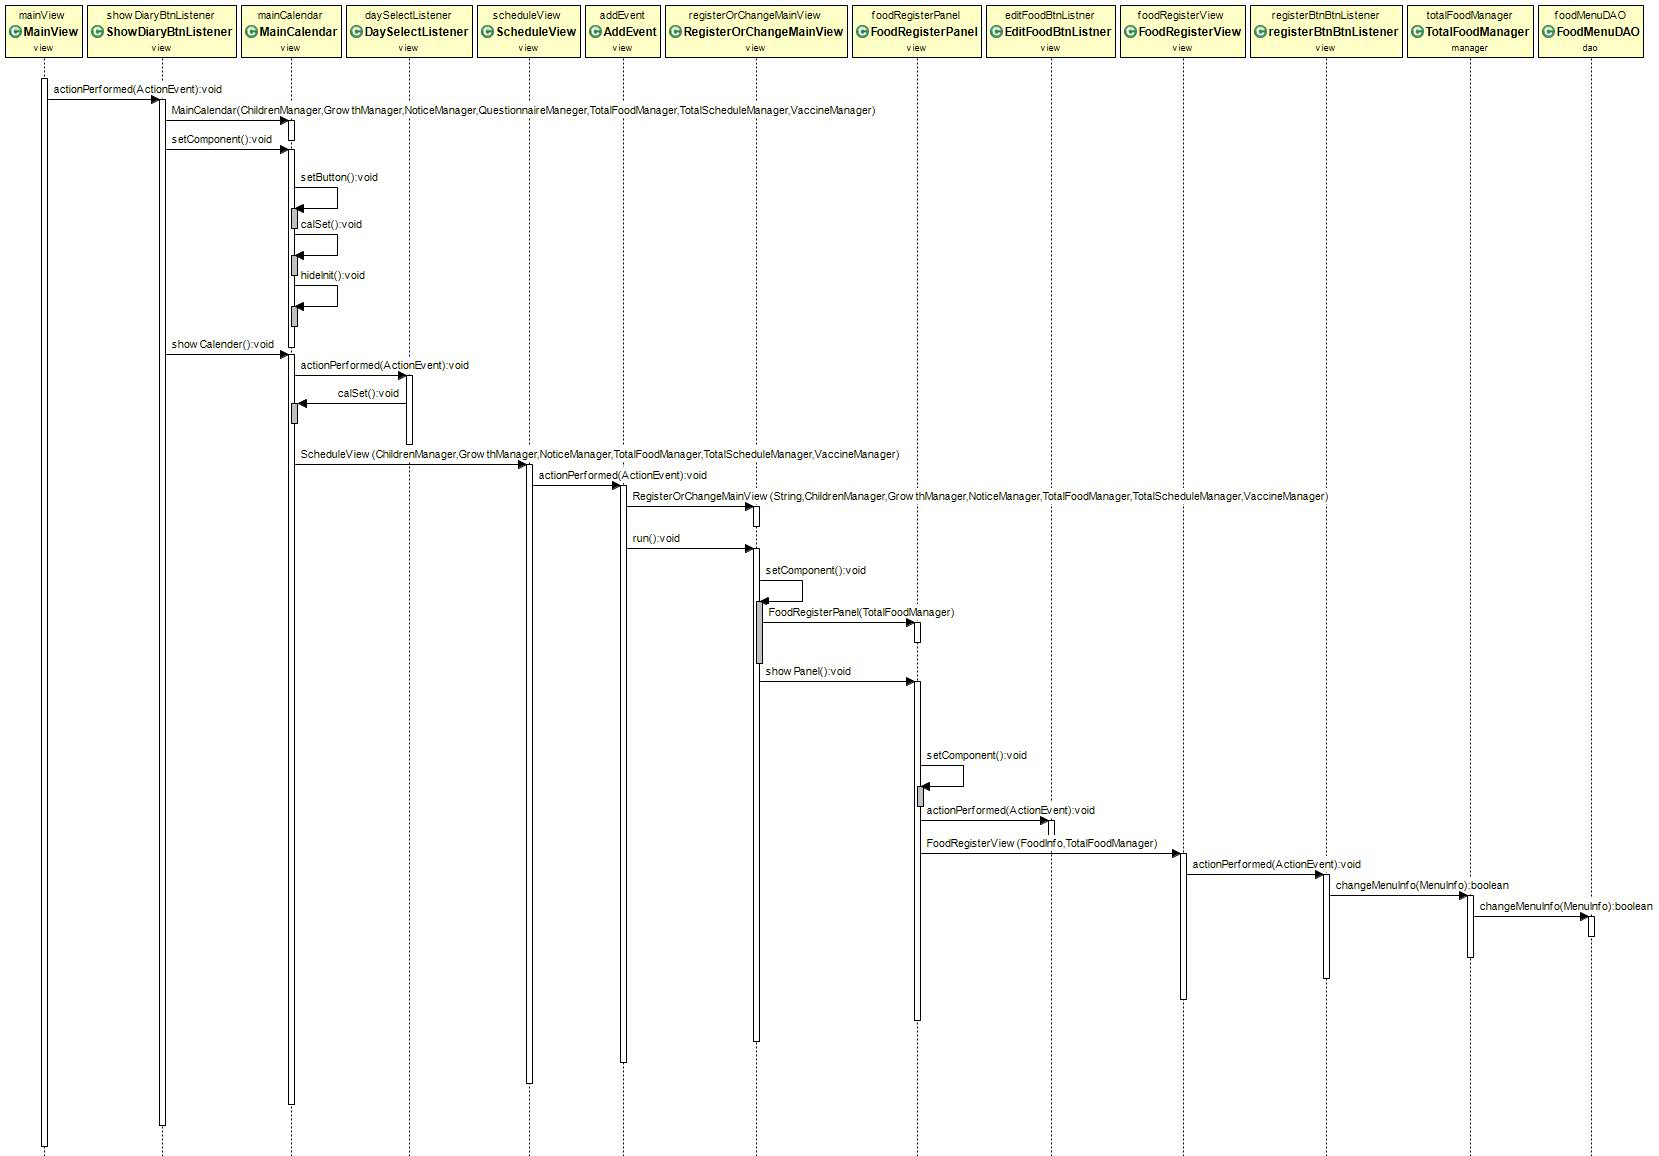 mainView
MainView
view
showDiaryBtnListener
ShowDiaryBtnListener
view
mainCalendar
MainCalendar
view
daySelectListener
DaySelectListener
view
scheduleView
ScheduleView
view
addEvent
AddEvent
view
registerOrChangeMainView
RegisterOrChangeMainView
view
foodRegisterPanel
FoodRegisterPanel
view
editFoodBtnListner
EditFoodBtnListner
view
foodRegisterView
FoodRegisterView
view
registerBtnBtnListener
registerBtnBtnListener
view
totalFoodManager
TotalFoodManager
manager
foodMenuDAO
FoodMenuDAO
dao
actionPerformed(ActionEvent):void
MainCalendar(ChildrenManager,GrowthManager,NoticeManager,QuestionnaireManeger,TotalFoodManager,TotalScheduleManager,VaccineManager)
setComponent():void
setButton():void
calSet():void
hideInit():void
showCalender():void
actionPerformed(ActionEvent):void
calSet():void
ScheduleView(ChildrenManager,GrowthManager,NoticeManager,TotalFoodManager,TotalScheduleManager,VaccineManager)
actionPerformed(ActionEvent):void
RegisterOrChangeMainView(String,ChildrenManager,GrowthManager,NoticeManager,TotalFoodManager,TotalScheduleManager,VaccineManager)
run():void
setComponent():void
FoodRegisterPanel(TotalFoodManager)
showPanel():void
setComponent():void
actionPerformed(ActionEvent):void
FoodRegisterView(FoodInfo,TotalFoodManager)
actionPerformed(ActionEvent):void
changeMenuInfo(MenuInfo):boolean
changeMenuInfo(MenuInfo):boolean